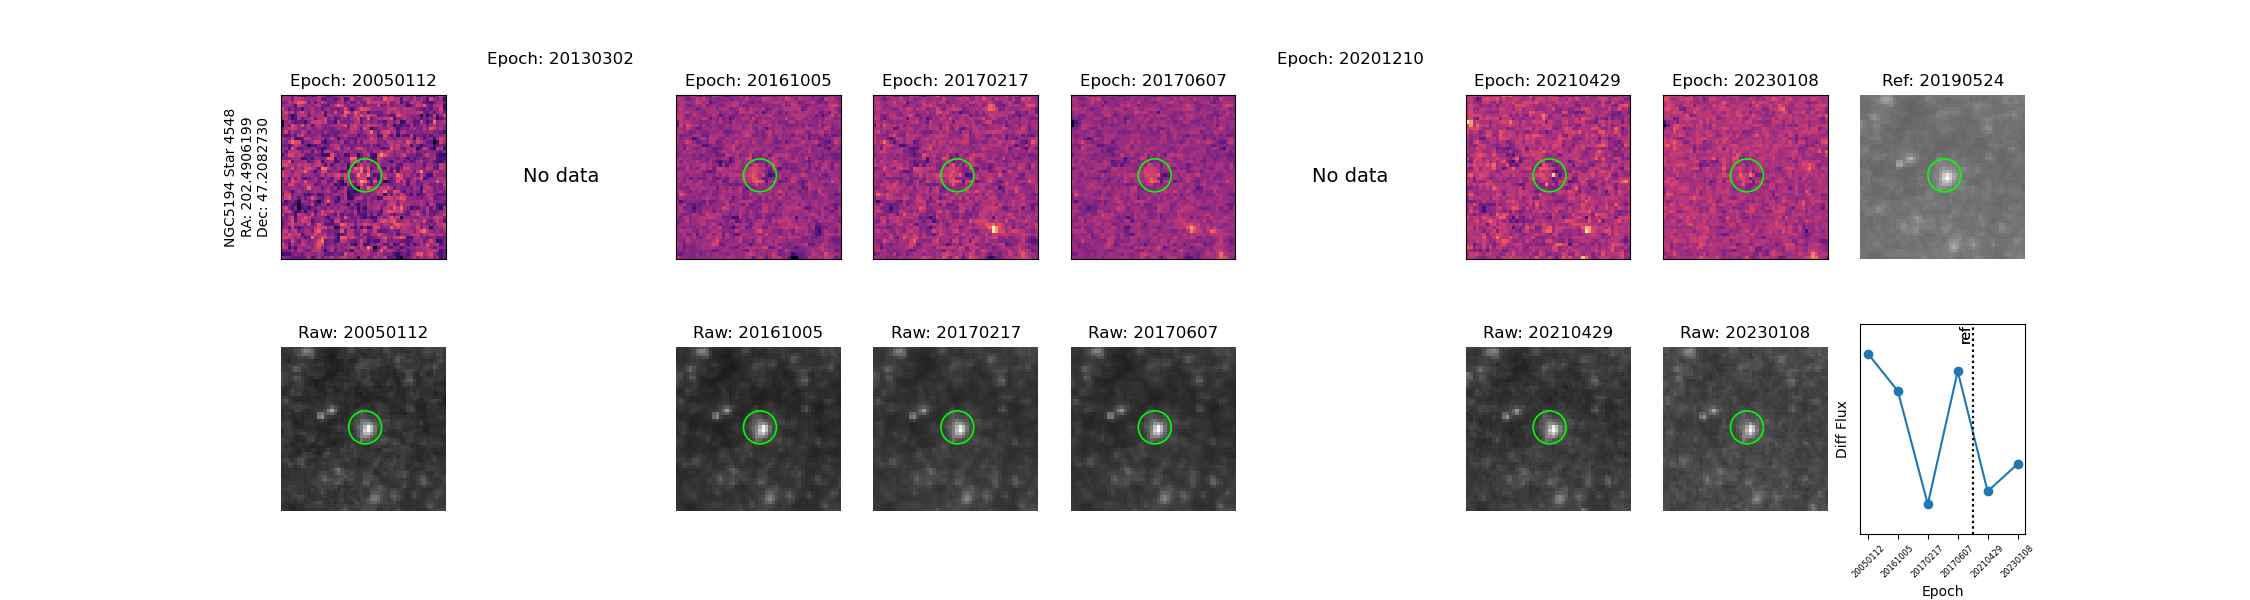 NGC5194 Star 4548
RA: 202.4906199
Dec: 47.2082730
Epoch: 20050112
Epoch: 20130302
No data
Epoch: 20161005
Epoch: 20170217
Epoch: 20170607
Epoch: 20201210
No data
Epoch: 20210429
Epoch: 20230108
Ref: 20190524
Raw: 20050112
Raw: 20161005
Raw: 20170217
Raw: 20170607
Raw: 20210429
Raw: 20230108
Diff Flux
ref
20050112
20161005
20170217
20170607
20210429
20230108
Epoch